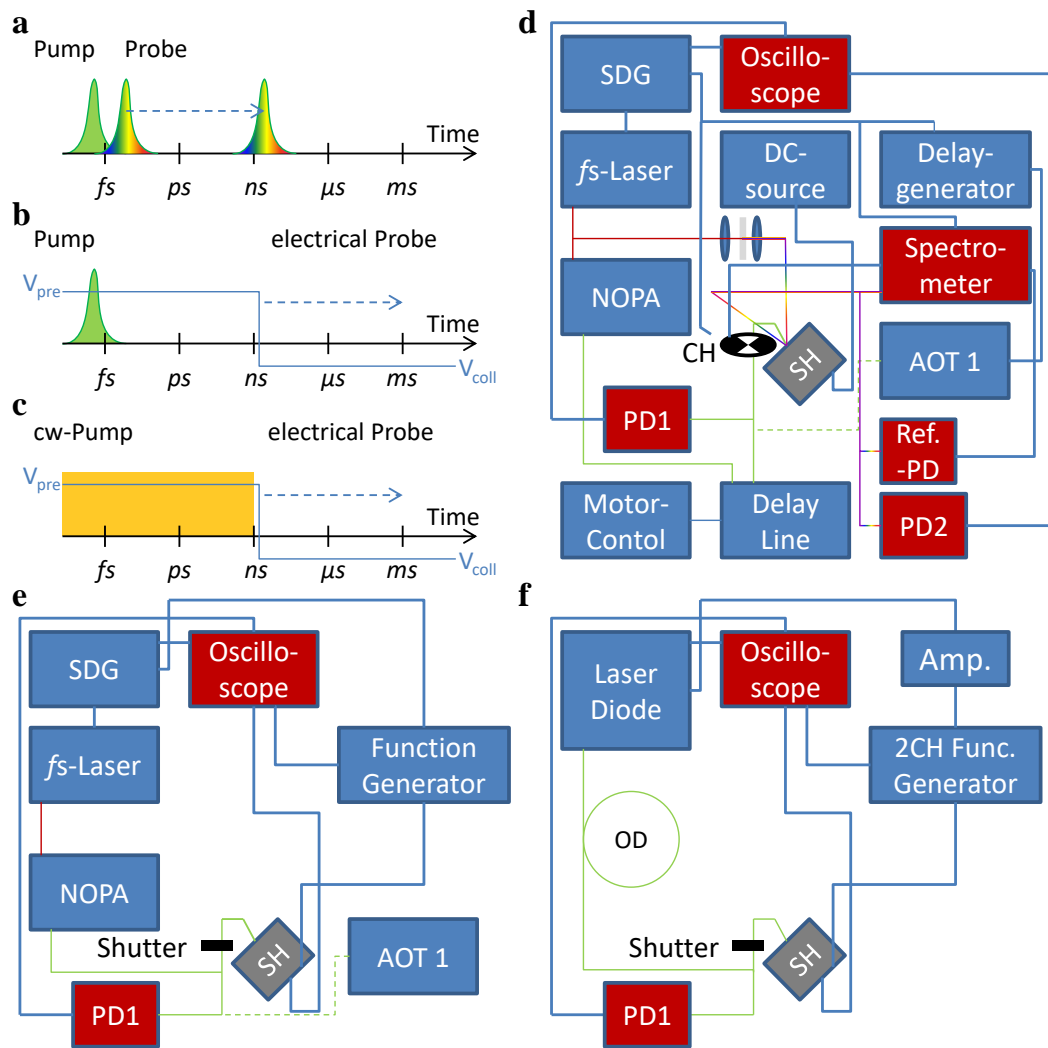 a
Pump Probe
Time
fs ps ns μs ms
b
Pump electrical Probe
Vpre
Time
fs ps ns μs ms
Vcoll
c
cw-Pump electrical Probe
Vpre
Time
fs ps ns μs ms
Vcoll
d
SDG
Oscillo-
scope
fs-Laser
DC-
source
Delay-
generator
NOPA
Spectro-
meter
CH
SH
AOT 1
PD1
Ref.
-PD
Motor-
Contol
Delay
Line
PD2
e
SDG
Oscillo-
scope
fs-Laser
Function
Generator
NOPA
Shutter
SH
AOT 1
PD1
f
Laser
Diode
Oscillo-
scope
Amp.
2CH Func.
Generator
OD
Shutter
SH
PD1